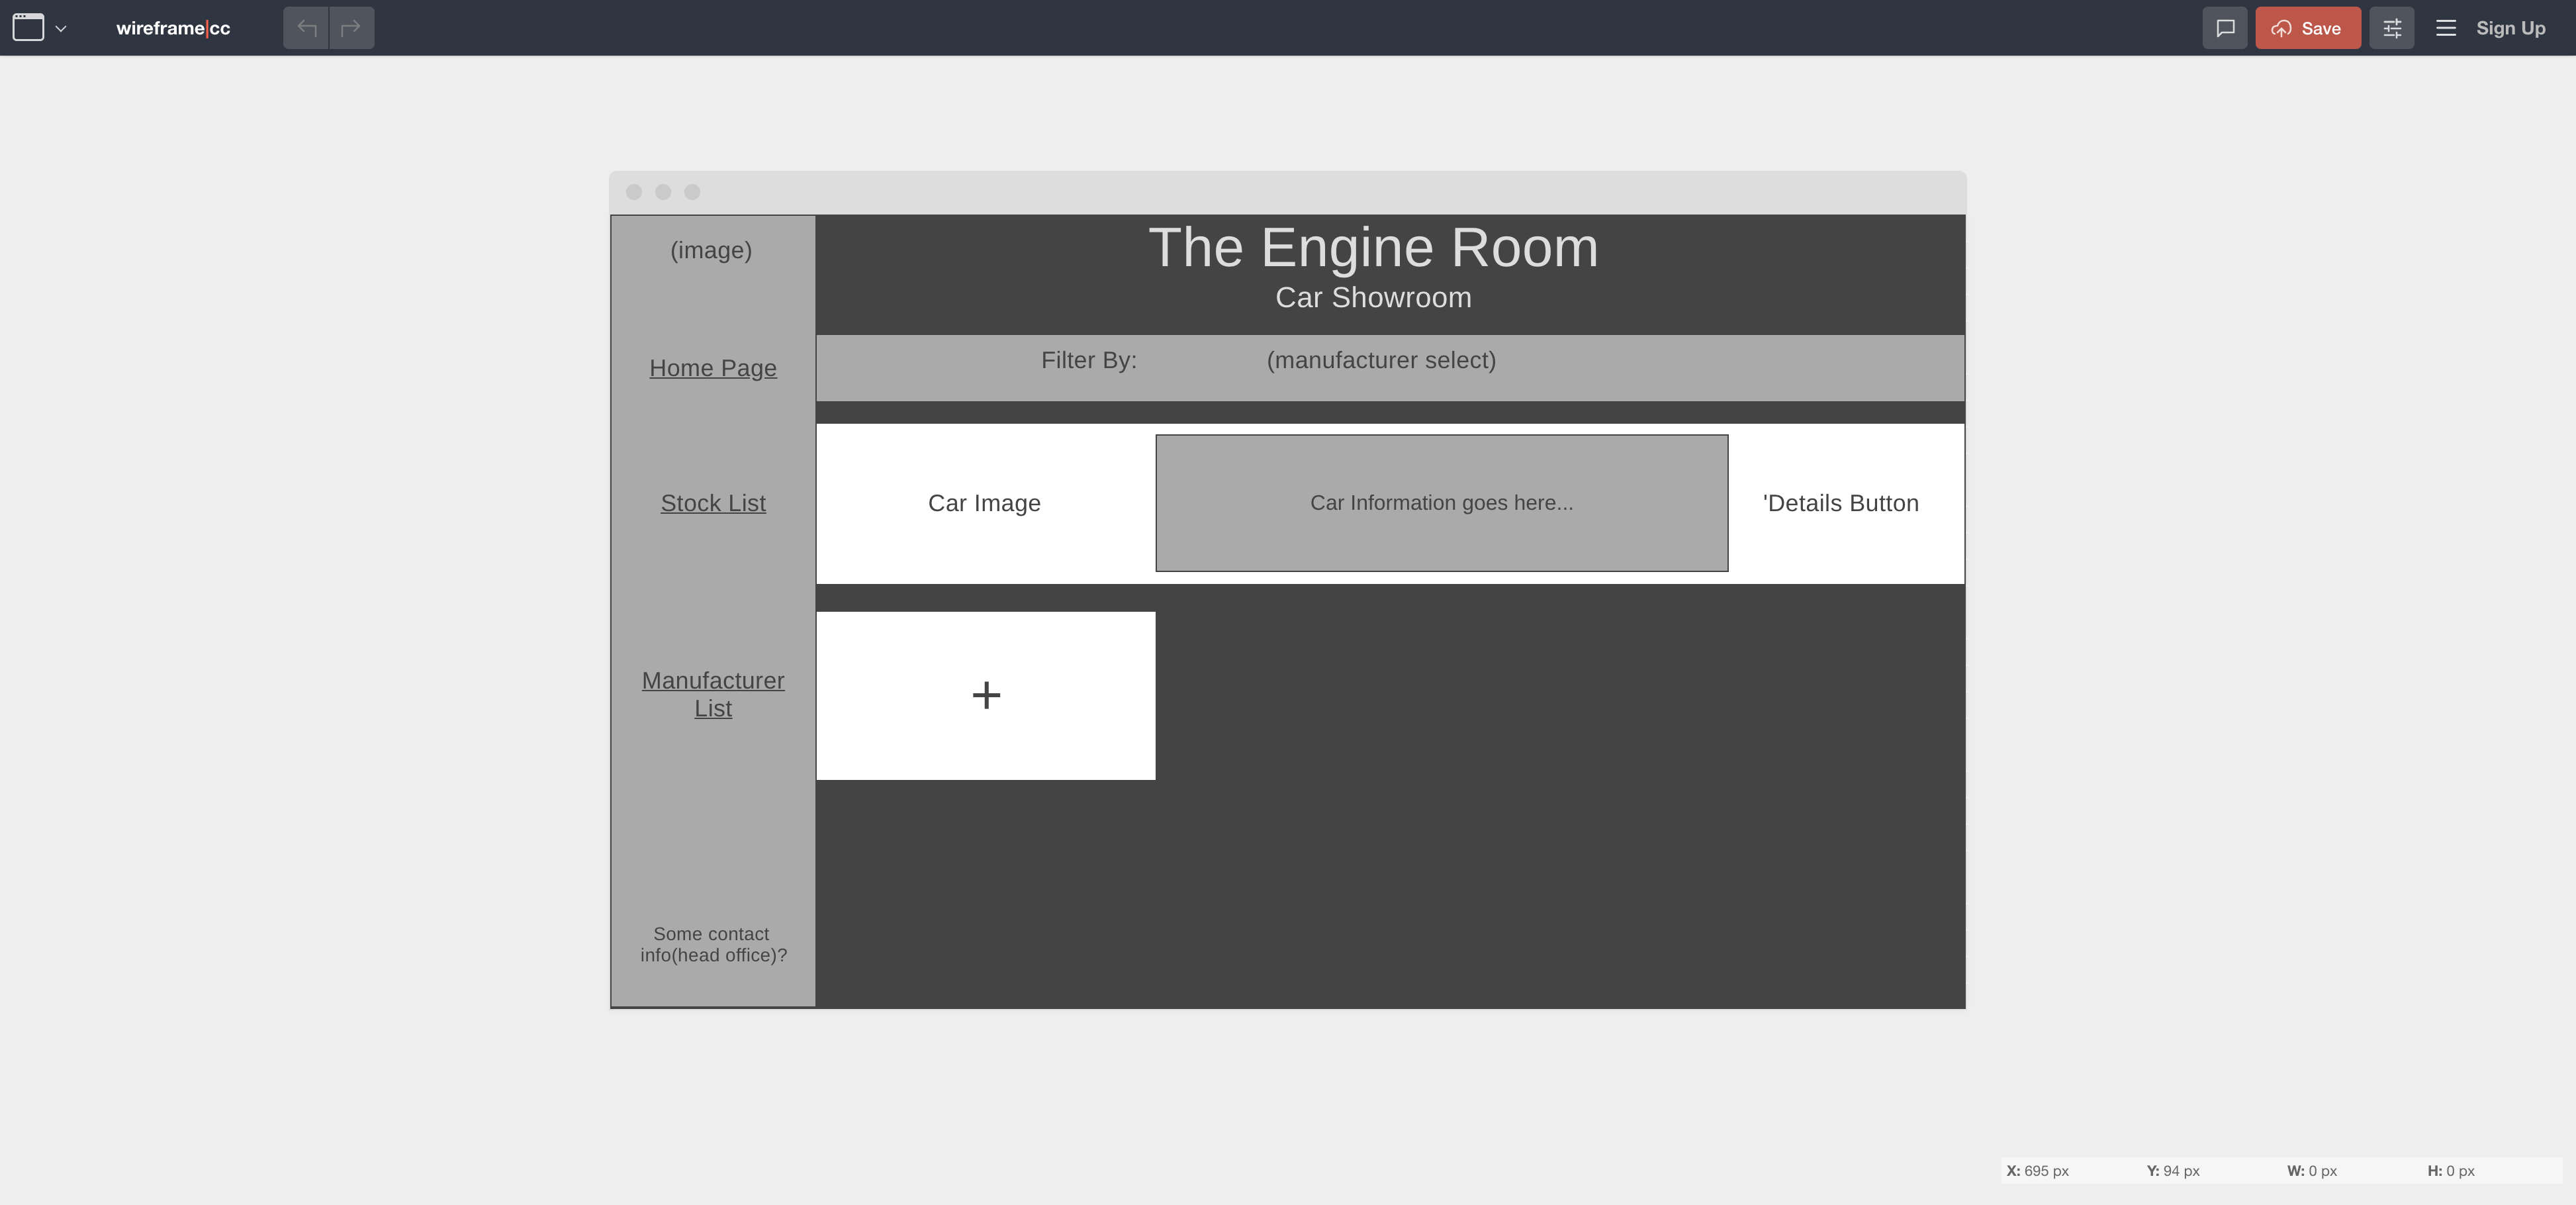 wireframe|cc
Save
Sign Up
(image)
The Engine Room
Car Showroom
Home Page
Filter By:
(manufacturer select)
Stock List
Car Image
Car Information goes here...
'Details Button
Manufacturer
List
+
Some contact
info(head office)?
X: 695 px
Y: 94 px
W: 0 px
H: 0 px